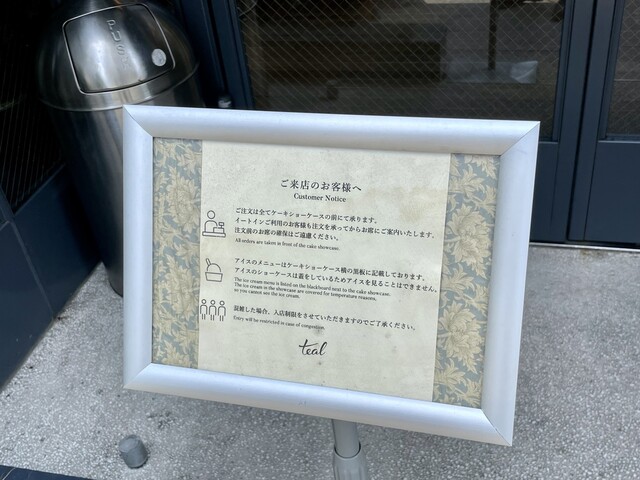 PUSH
ご来店のお客様へ
Customer Notice
ご注文は全てケーキショーケースの前にて承ります。
イートインご利用のお客様も注文を承ってからお席にご案内いたします。
注文前のお席の確保はご遠慮ください。
All orders are taken in front of the cake showcase.
アイスのメニューはケーキショーケース横の黒板に記載しております。
アイスのショーケースは蓋をしているためアイスを見ることはできません。
The ice cream menu is listed on the blackboard next to the cake showcase.
The ice cream in the showcase are covered for temperature reasons,
so you cannot see the ice cream.
混雑した場合、入店制限をさせていただきますのでご了承ください。
Entry will be restricted in case of congestion.
teal